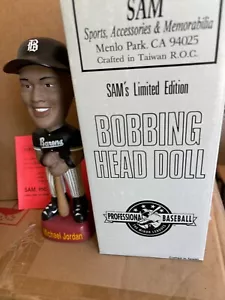 SAM
Sports, Accessories & Memorabilia
Menlo Park, CA 94025
Crafted in Taiwan R.O.C.
SAM's Limited Edition
BOBBING
HEAD DOLL
PROFESSIONAL BASEBALL
B
Barons
SAM
Michael Jordan